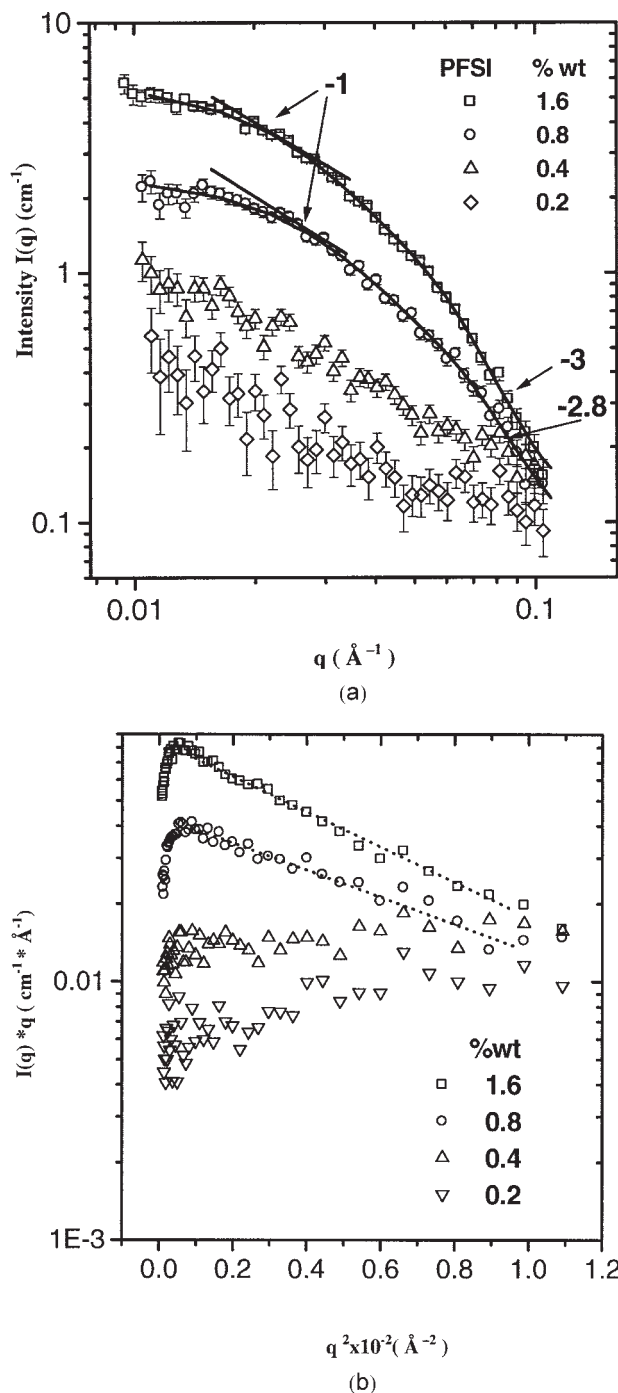 10
1
0.1
Intensity I(q) (cm⁻¹)
-1
PFSI % wt
□ 1.6
○ 0.8
△ 0.4
◇ 0.2
-3
-2.8
0.01 0.1
q ( Å⁻¹)
(a)
0.01
1E-3
I(q) *q ( cm⁻¹* Å⁻¹)
%wt
□ 1.6
○ 0.8
△ 0.4
▽ 0.2
0.0 0.2 0.4 0.6 0.8 1.0 1.2
q ²x10⁻²( Å⁻²)
(b)